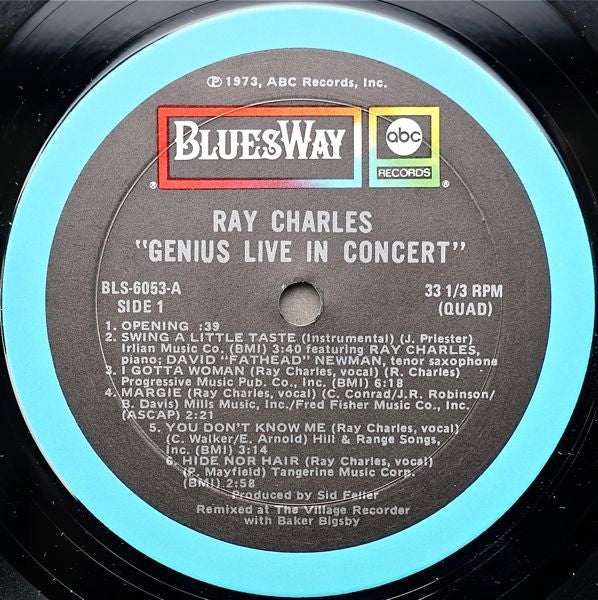 ℗ 1973, ABC Records, Inc.
BLUESWAY
abc
RECORDS
® ®
RAY CHARLES
"GENIUS LIVE IN CONCERT"
BLS-6053-A 33 1/3 RPM
SIDE 1 (QUAD)
1. OPENING :39
2. SWING A LITTLE TASTE (Instrumental) (J. Priester)
Irlian Music Co. (BMI) 3:40 featuring RAY CHARLES,
piano; DAVID "FATHEAD" NEWMAN, tenor saxophone
3. I GOTTA WOMAN (Ray Charles, vocal) (R. Charles)
Progressive Music Pub. Co., Inc. (BMI) 6:18
4. MARGIE (Ray Charles, vocal) (C. Conrad/J.R. Robinson/
B. Davis) Mills Music, Inc./Fred Fisher Music Co., Inc.
(ASCAP) 2:21
5. YOU DON'T KNOW ME (Ray Charles, vocal)
(C. Walker/E. Arnold) Hill & Range Songs,
Inc. (BMI) 3:14
6. HIDE NOR HAIR (Ray Charles, vocal)
(P. Mayfield) Tangerine Music Corp.
(BMI) 2:58
Produced by Sid Feller
Remixed at The Village Recorder
with Baker Bigsby